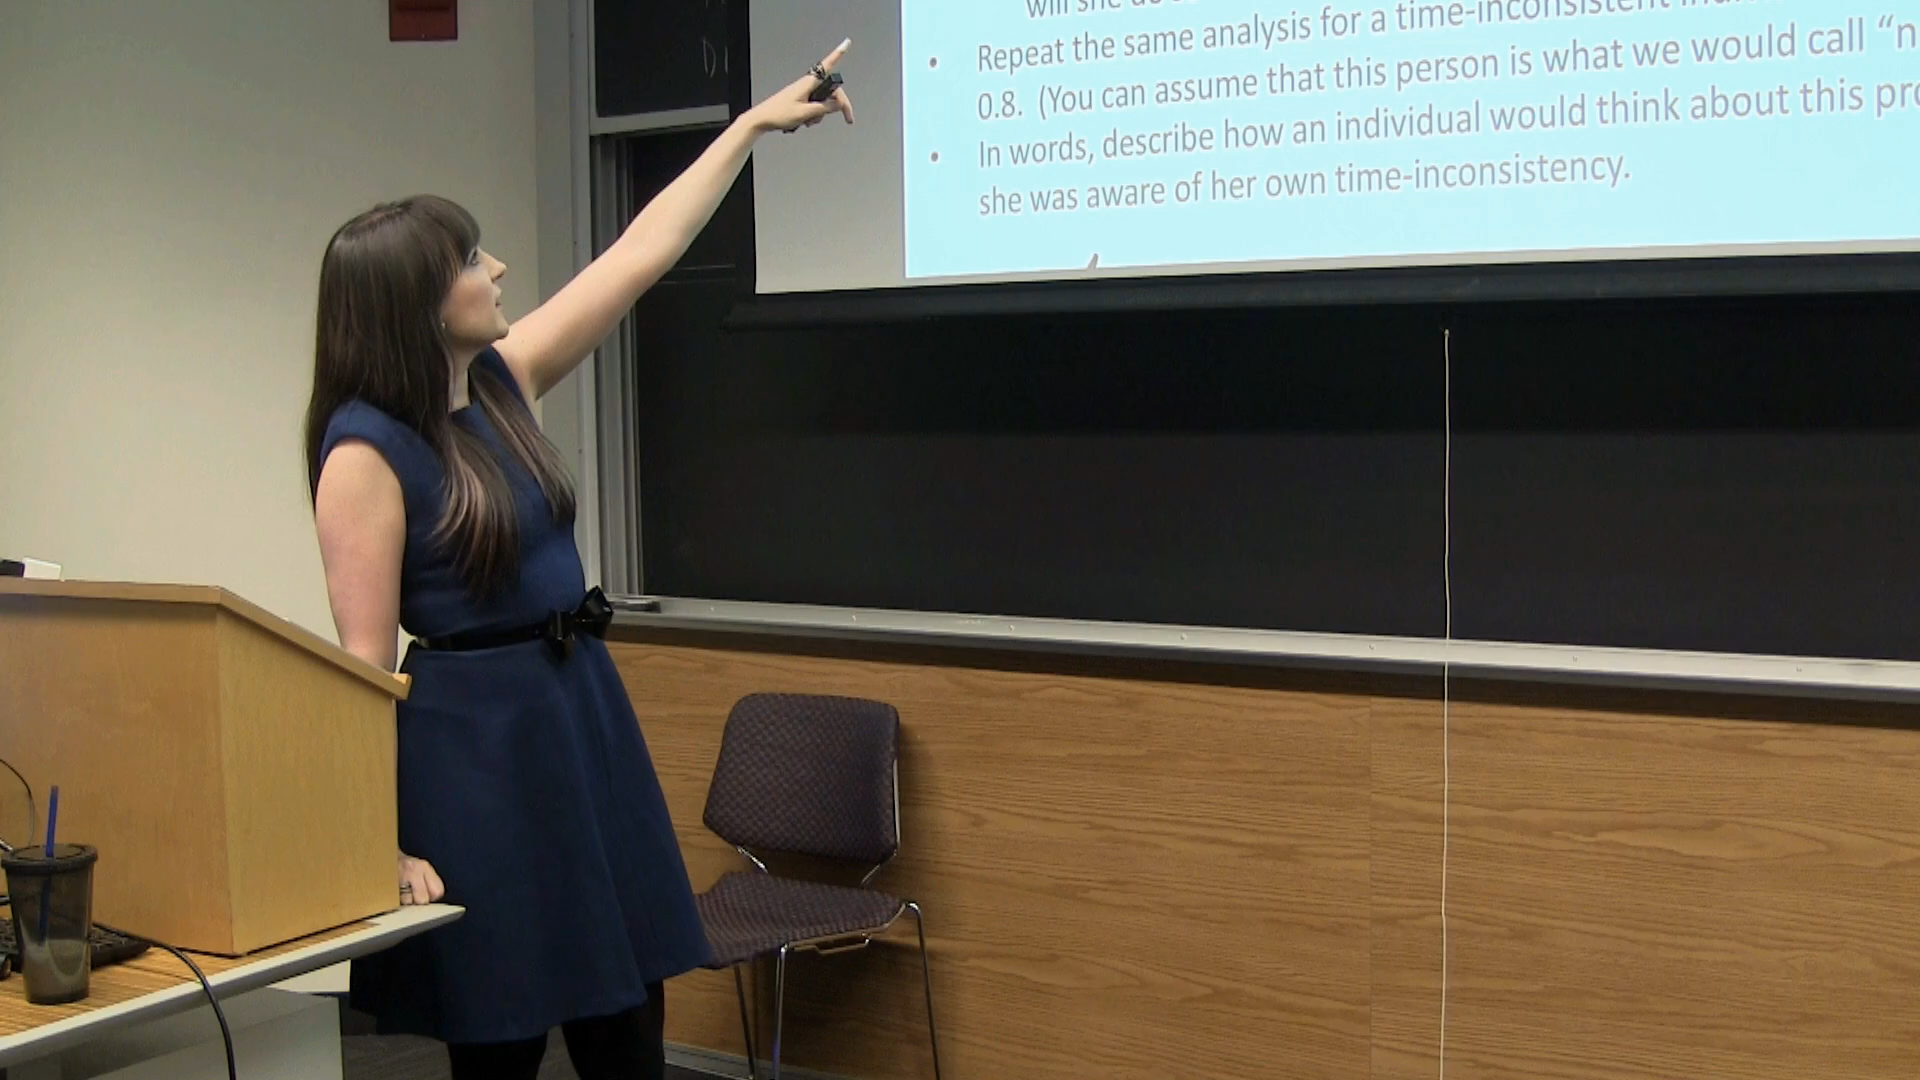 will she
Repeat the same analysis for a time-inconsistent
0.8. (You can assume that this person is what we would call “n
In words, describe how an individual would think about this pro
she was aware of her own time-inconsistency.